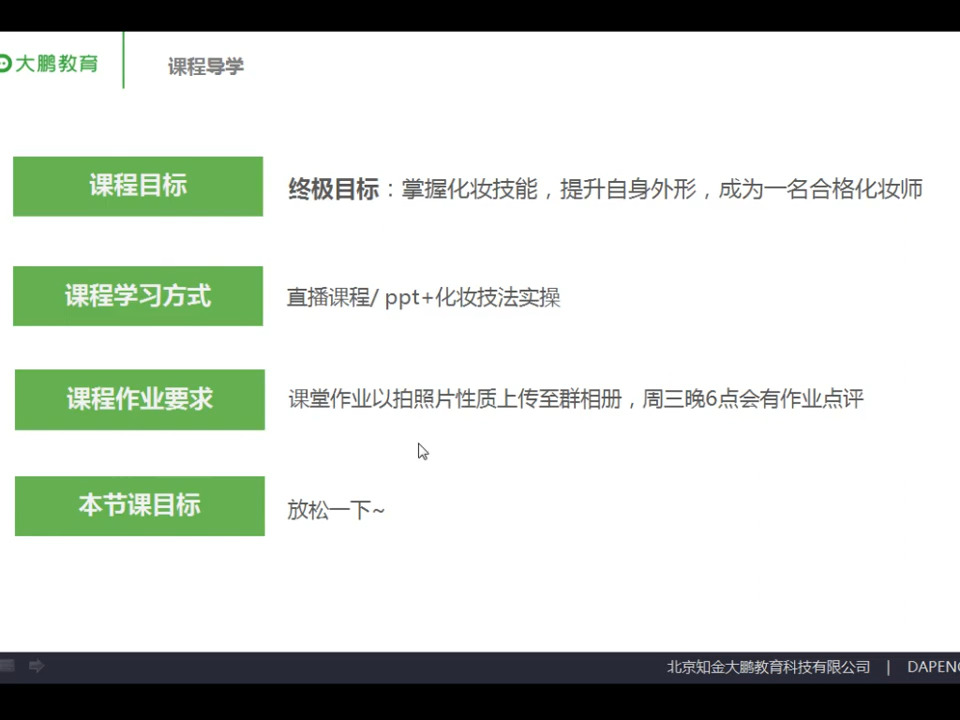 大鹏教育
课程导学
课程目标
终极目标：掌握化妆技能，提升自身外形，成为一名合格化妆师
课程学习方式
直播课程/ ppt+化妆技法实操
课程作业要求
课堂作业以拍照片性质上传至群相册，周三晚6点会有作业点评
本节课目标
放松一下~
北京知金大鹏教育科技有限公司 | DAPENG